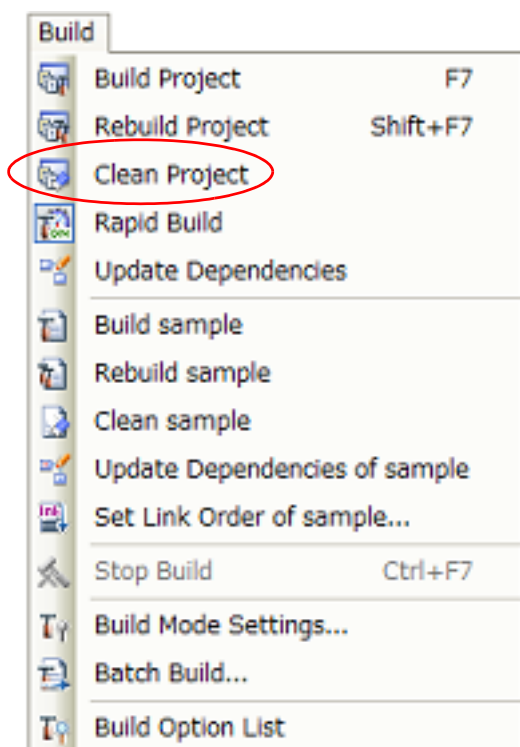 Build
Build Project F7
Rebuild Project Shift+F7
Clean Project
Rapid Build
Update Dependencies
Build sample
Rebuild sample
Clean sample
Update Dependencies of sample
Set Link Order of sample...
Stop Build Ctrl+F7
Build Mode Settings...
Batch Build...
Build Option List